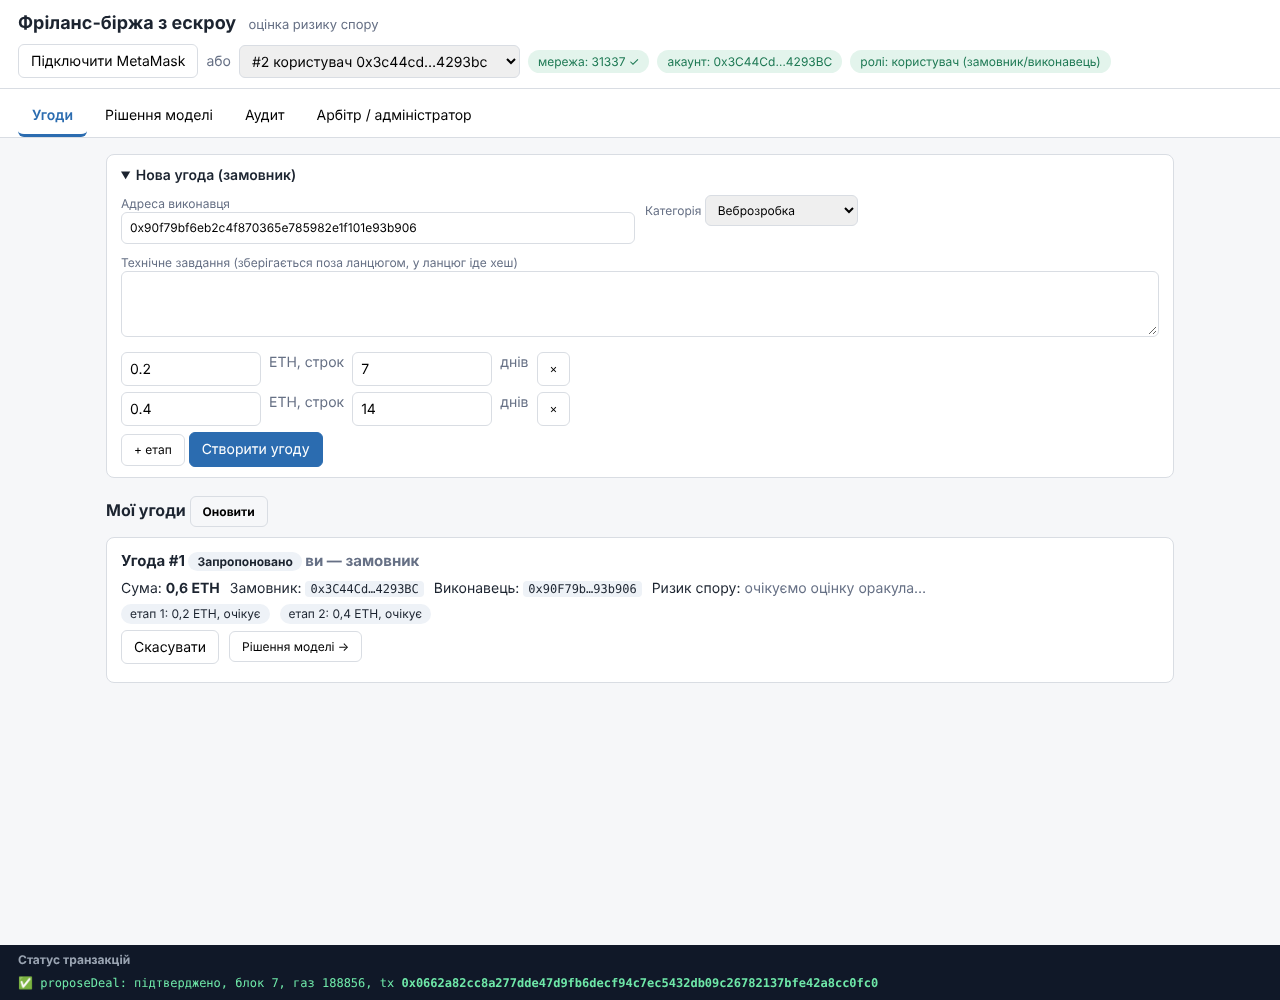 Фріланс-біржа з ескроу оцінка ризику спору
Підключити MetaMask або #2 користувач 0x3c44cd…4293bc мережа: 31337 ✓ акаунт: 0x3C44Cd…4293BC ролі: користувач (замовник/виконавець)
Угоди Рішення моделі Аудит Арбітр / адміністратор
▼ Нова угода (замовник)
Адреса виконавця
0x90f79bf6eb2c4f870365e785982e1f101e93b906 Категорія Веброзробка
Технічне завдання (зберігається поза ланцюгом, у ланцюг іде хеш)
0.2 ETH, строк 7 днів ×
0.4 ETH, строк 14 днів ×
+ етап Створити угоду
Мої угоди Оновити
Угода #1 Запропоновано ви — замовник
Сума: 0,6 ETH Замовник: 0x3C44Cd…4293BC Виконавець: 0x90F79b…93b906 Ризик спору: очікуємо оцінку оракула…
етап 1: 0,2 ETH, очікує етап 2: 0,4 ETH, очікує
Скасувати Рішення моделі →
Статус транзакцій
✅ proposeDeal: підтверджено, блок 7, газ 188856, tx 0x0662a82cc8a277dde47d9fb6decf94c7ec5432db09c26782137bfe42a8cc0fc0